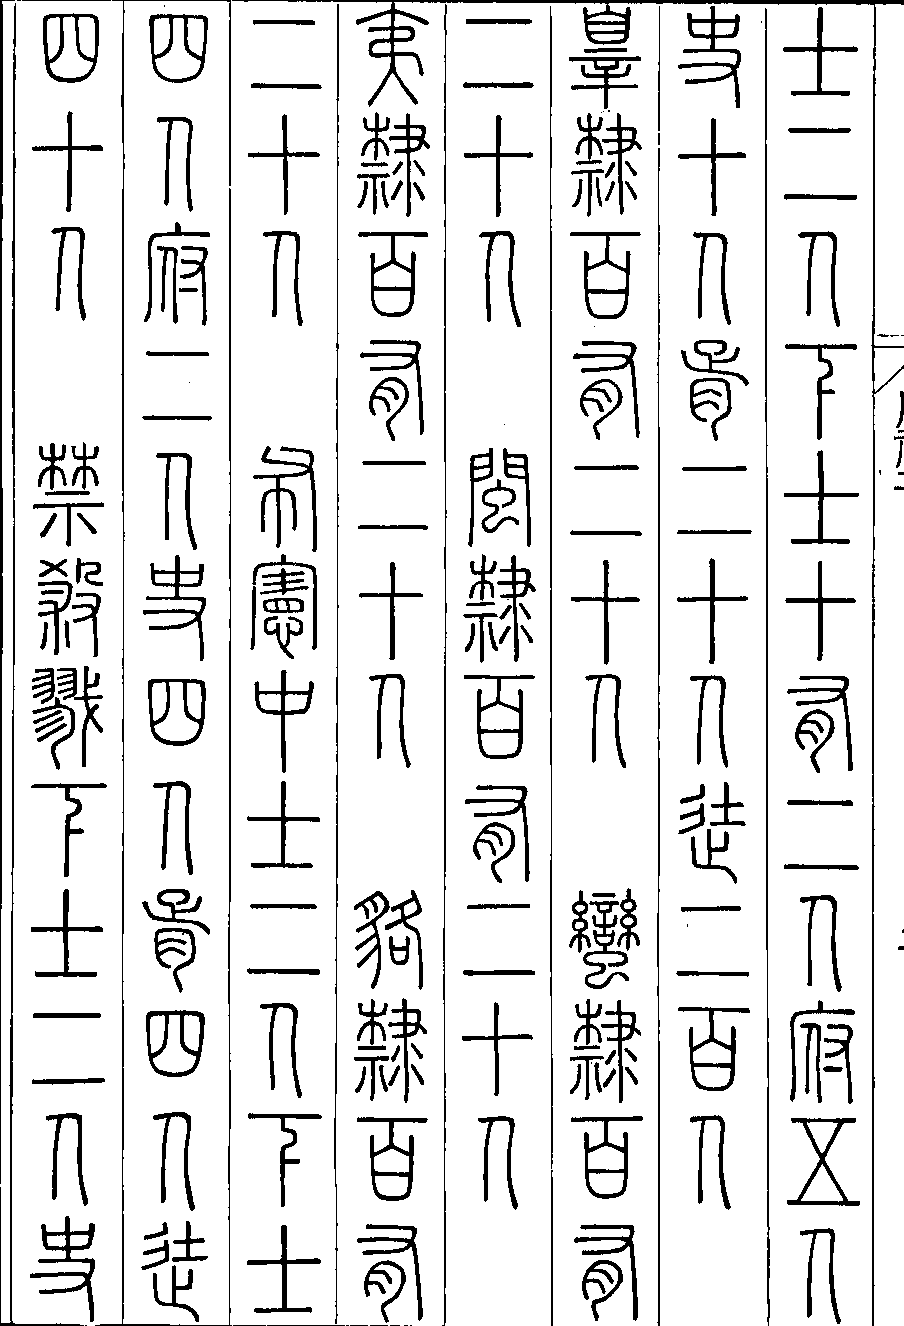 士二人下士十有二人府五人
史十人胥二十人徒二百人
辠隸百有二十人　蠻隸百有
二十人　閩隸百有二十人
夷隸百有二十人　貉隸百有
二十人　布憲中士二人下士
四人府二人史四人胥四人徒
四十人　禁殺戮下士二人史